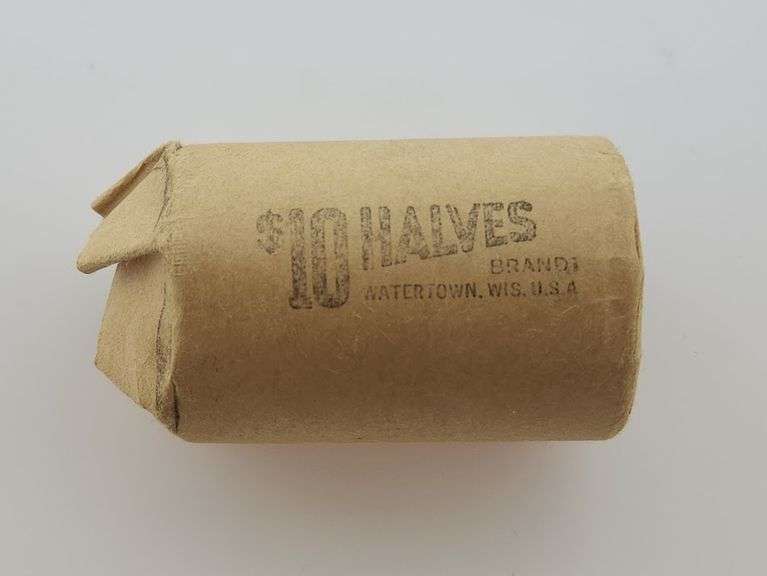 $10 HALVES
BRANDT
WATERTOWN. WIS. U.S.A